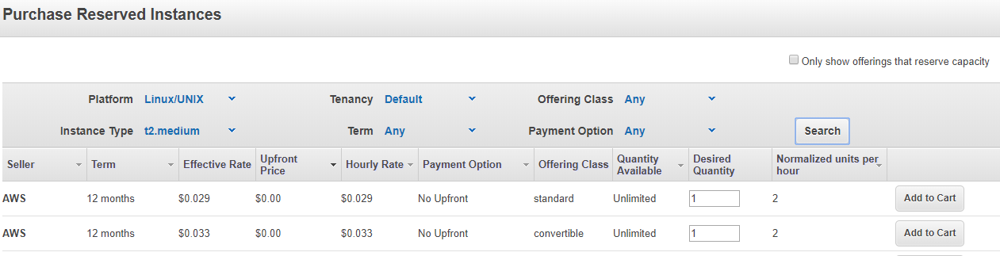 Purchase Reserved Instances
Only show offerings that reserve capacity
Platform Linux/UNIX Tenancy Default Offering Class Any
Instance Type t2.medium Term Any Payment Option Any Search
Seller Term Effective Rate Upfront Price Hourly Rate Payment Option Offering Class Quantity Available Desired Quantity Normalized units per hour
AWS 12 months $0.029 $0.00 $0.029 No Upfront standard Unlimited 1 2 Add to Cart
AWS 12 months $0.033 $0.00 $0.033 No Upfront convertible Unlimited 1 2 Add to Cart